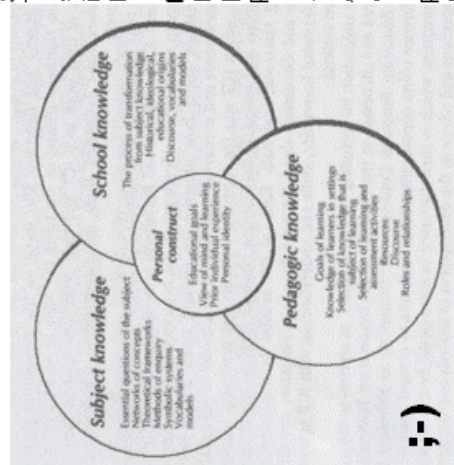 Subject knowledge
Essential questions of the subject
Networks of concepts
Theoretical frameworks
Methods of enquiry
Symbolic systems
Vocabularies and
models
School knowledge
The process of transformation
from subject knowledge
Historical, ideological,
educational origins
Discourse, vocabularies
and models
Personal
construct
Educational goals
View of mind and learning
Prior individual experience
Personal identity
Pedagogic knowledge
Goals of learning
Knowledge of learners in settings
Selection of knowledge that is
subject of learning
Selection of learning and
assessment activities
Resources
Discourse
Roles and relationships
;-)